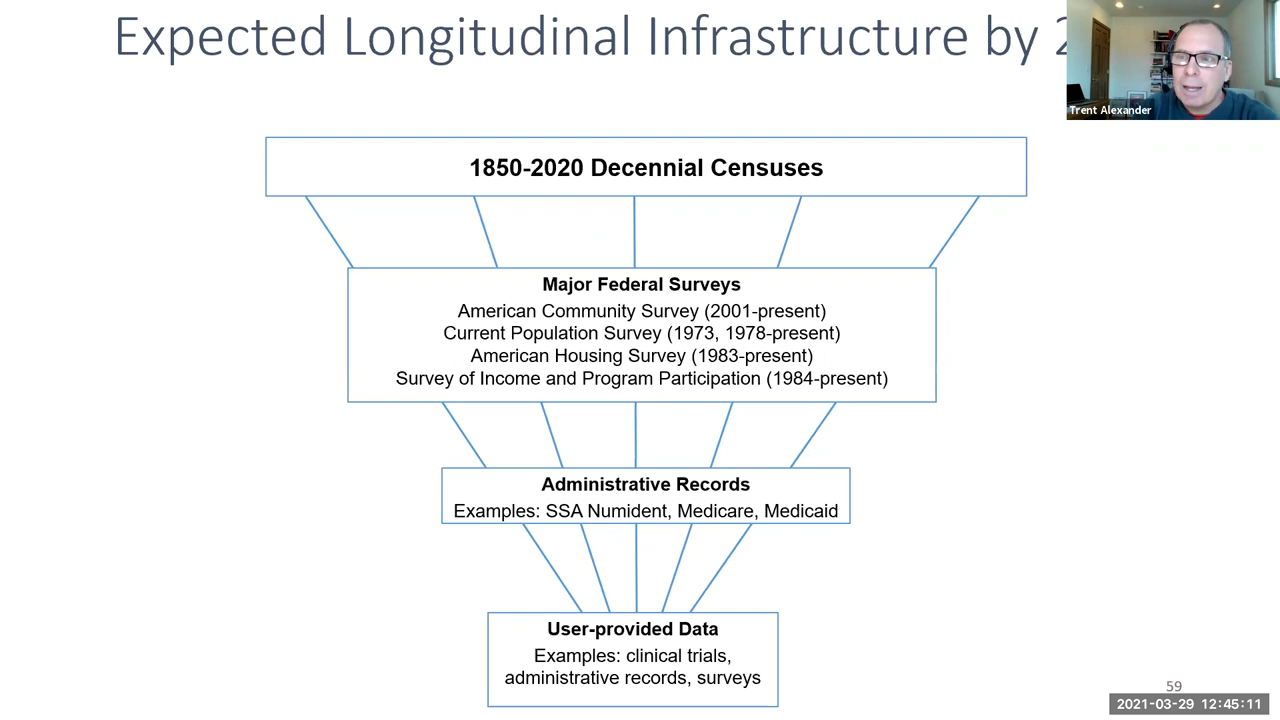 Expected Longitudinal Infrastructure by
Trent Alexander
1850-2020 Decennial Censuses
Major Federal Surveys
American Community Survey (2001-present)
Current Population Survey (1973, 1978-present)
American Housing Survey (1983-present)
Survey of Income and Program Participation (1984-present)
Administrative Records
Examples: SSA Numident, Medicare, Medicaid
User-provided Data
Examples: clinical trials,
administrative records, surveys
59
2021-03-29 12:45:11